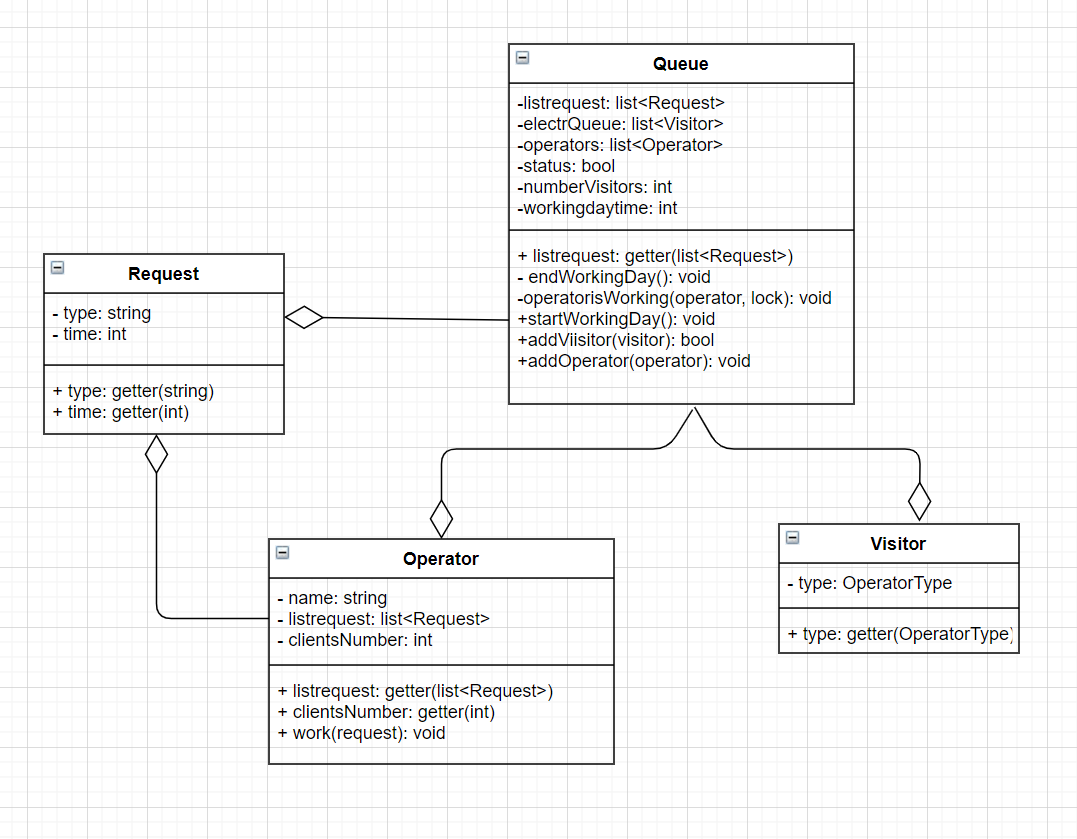 Queue
-listrequest: list<Request>
-electrQueue: list<Visitor>
-operators: list<Operator>
-status: bool
-numberVisitors: int
-workingdaytime: int
+ listrequest: getter(list<Request>)
- endWorkingDay(): void
-operatorisWorking(operator, lock): void
+startWorkingDay(): void
+addViisitor(visitor): bool
+addOperator(operator): void
Request
- type: string
- time: int
+ type: getter(string)
+ time: getter(int)
Operator
- name: string
- listrequest: list<Request>
- clientsNumber: int
+ listrequest: getter(list<Request>)
+ clientsNumber: getter(int)
+ work(request): void
Visitor
- type: OperatorType
+ type: getter(OperatorType)